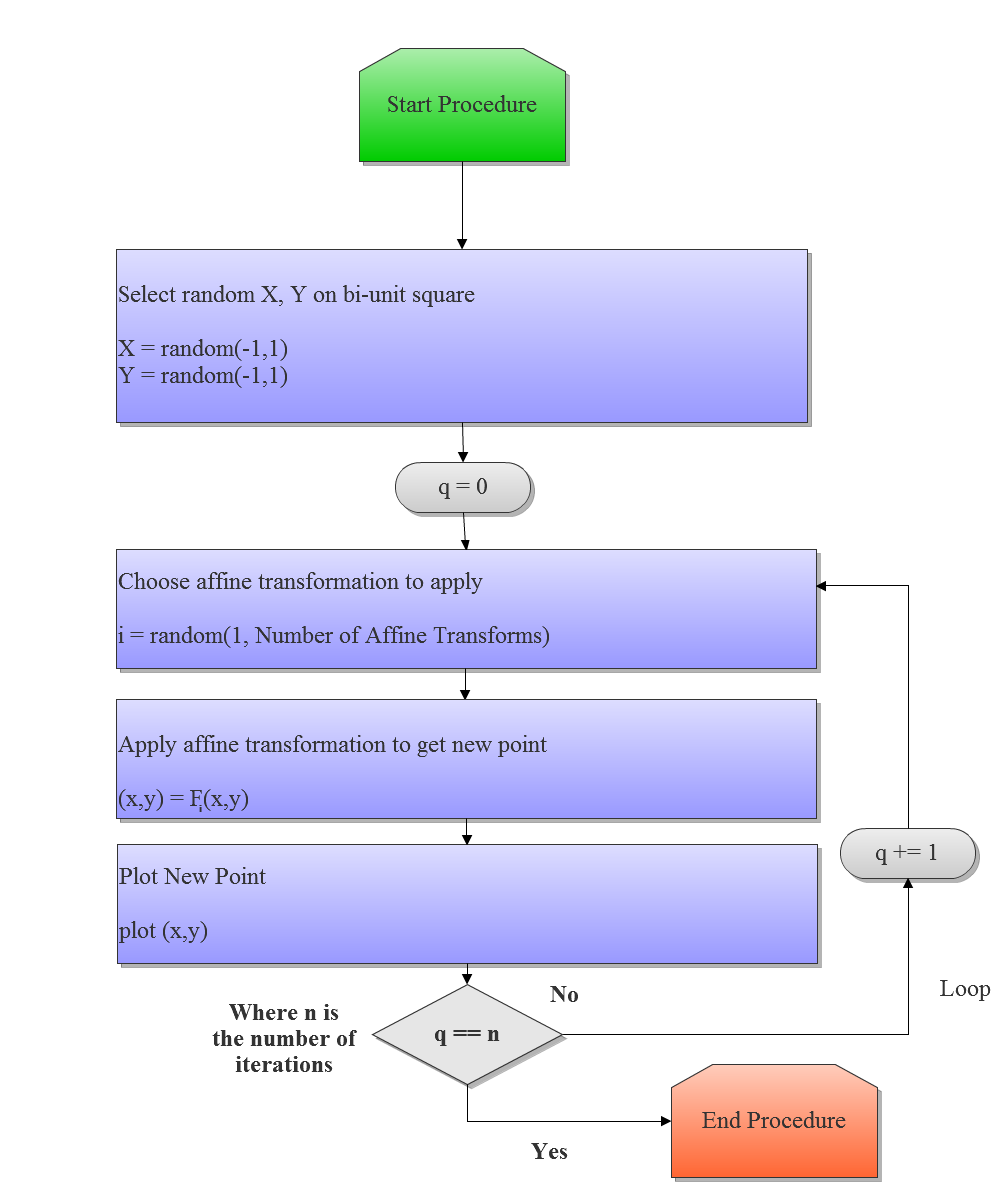 Start Procedure
Select random X, Y on bi-unit square
X = random(-1,1)
Y = random(-1,1)
q = 0
Choose affine transformation to apply
i = random(1, Number of Affine Transforms)
Apply affine transformation to get new point
(x,y) = Fᵢ(x,y)
Plot New Point
plot (x,y)
q += 1
Loop
No
Where n is
the number of
iterations
q == n
Yes
End Procedure